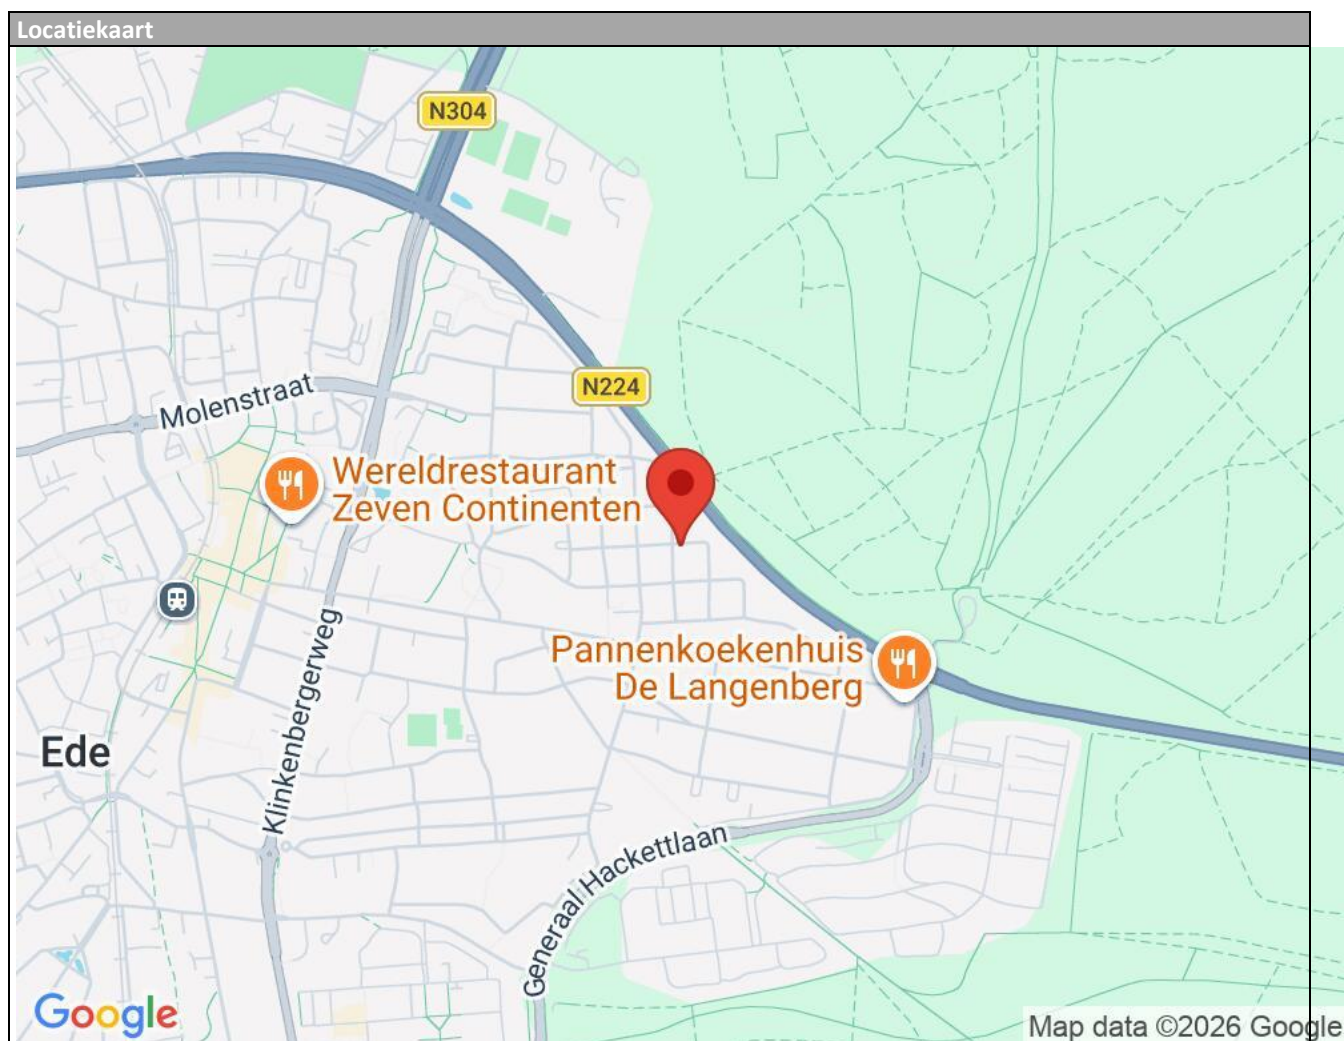 Locatiekaart
N304
N224
Molenstraat
Wereldrestaurant
Zeven Continenten
Pannenkoekenhuis
De Langenberg
Klinkenbergerweg
Ede
Generaal Hackettlaan
Google
Map data ©2026 Google